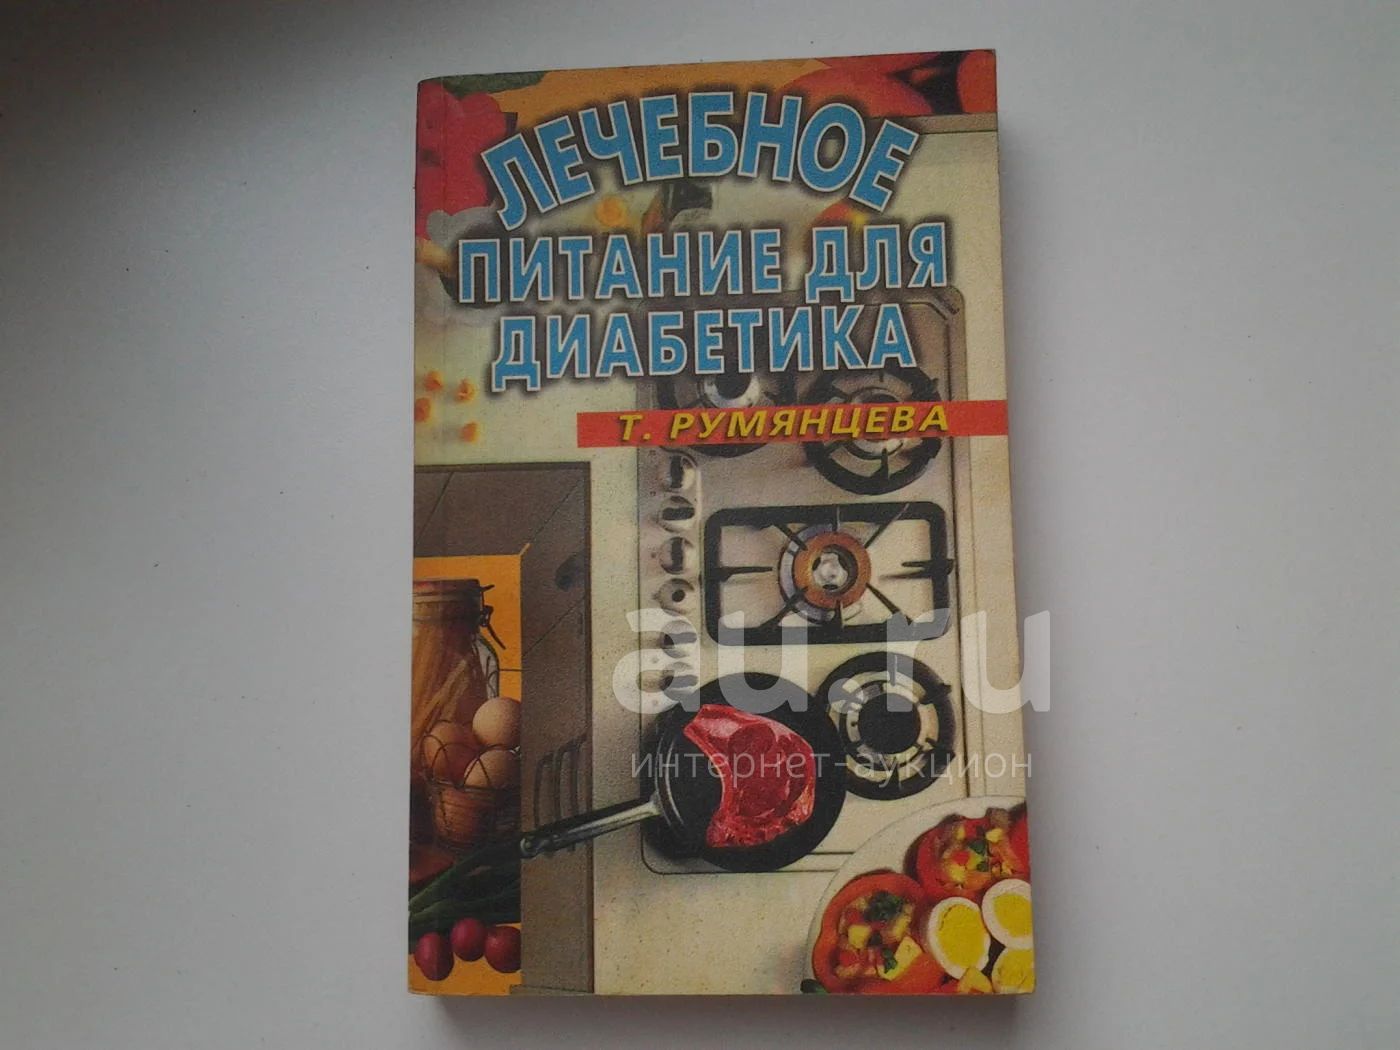 ЛЕЧЕБНОЕ
ПИТАНИЕ ДЛЯ
ДИАБЕТИКА
Т. РУМЯНЦЕВА
au.ru
интернет-аукцион